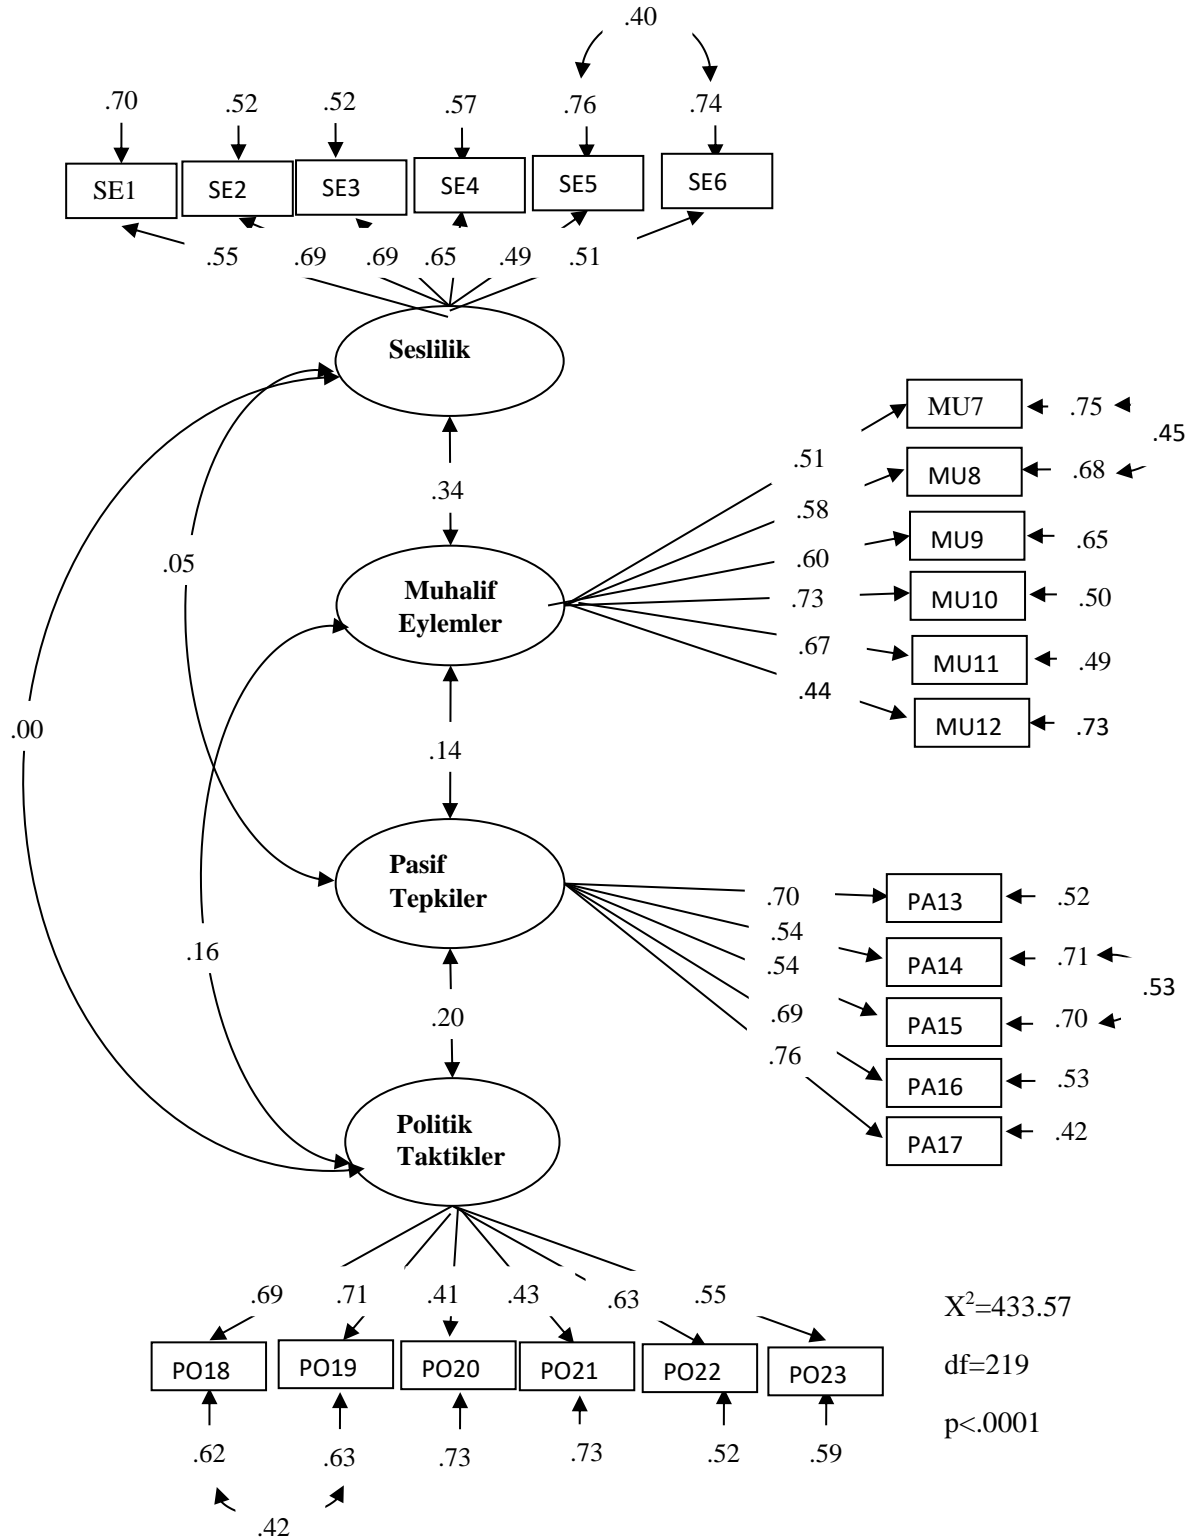 .40
.70 .52 .52 .57 .76 .74
SE1 SE2 SE3 SE4 SE5 SE6
.55 .69 .69 .65 .49 .51
Seslilik
MU7 .75
.45
.51
MU8 .68
.34
.58
MU9 .65
.05
.60
Muhalif
Eylemler
.73
MU10 .50
.67
MU11 .49
.44
.00
MU12 .73
.14
Pasif
Tepkiler
.70
PA13 .52
.54
.16
PA14 .71
.54
.53
.20
.69
PA15 .70
.76
PA16 .53
Politik
Taktikler
PA17 .42
.69 .71 .41 .43 .63 .55
X²=433.57
PO18 PO19 PO20 PO21 PO22 PO23
df=219
p<.0001
.62 .63 .73 .73 .52 .59
.42